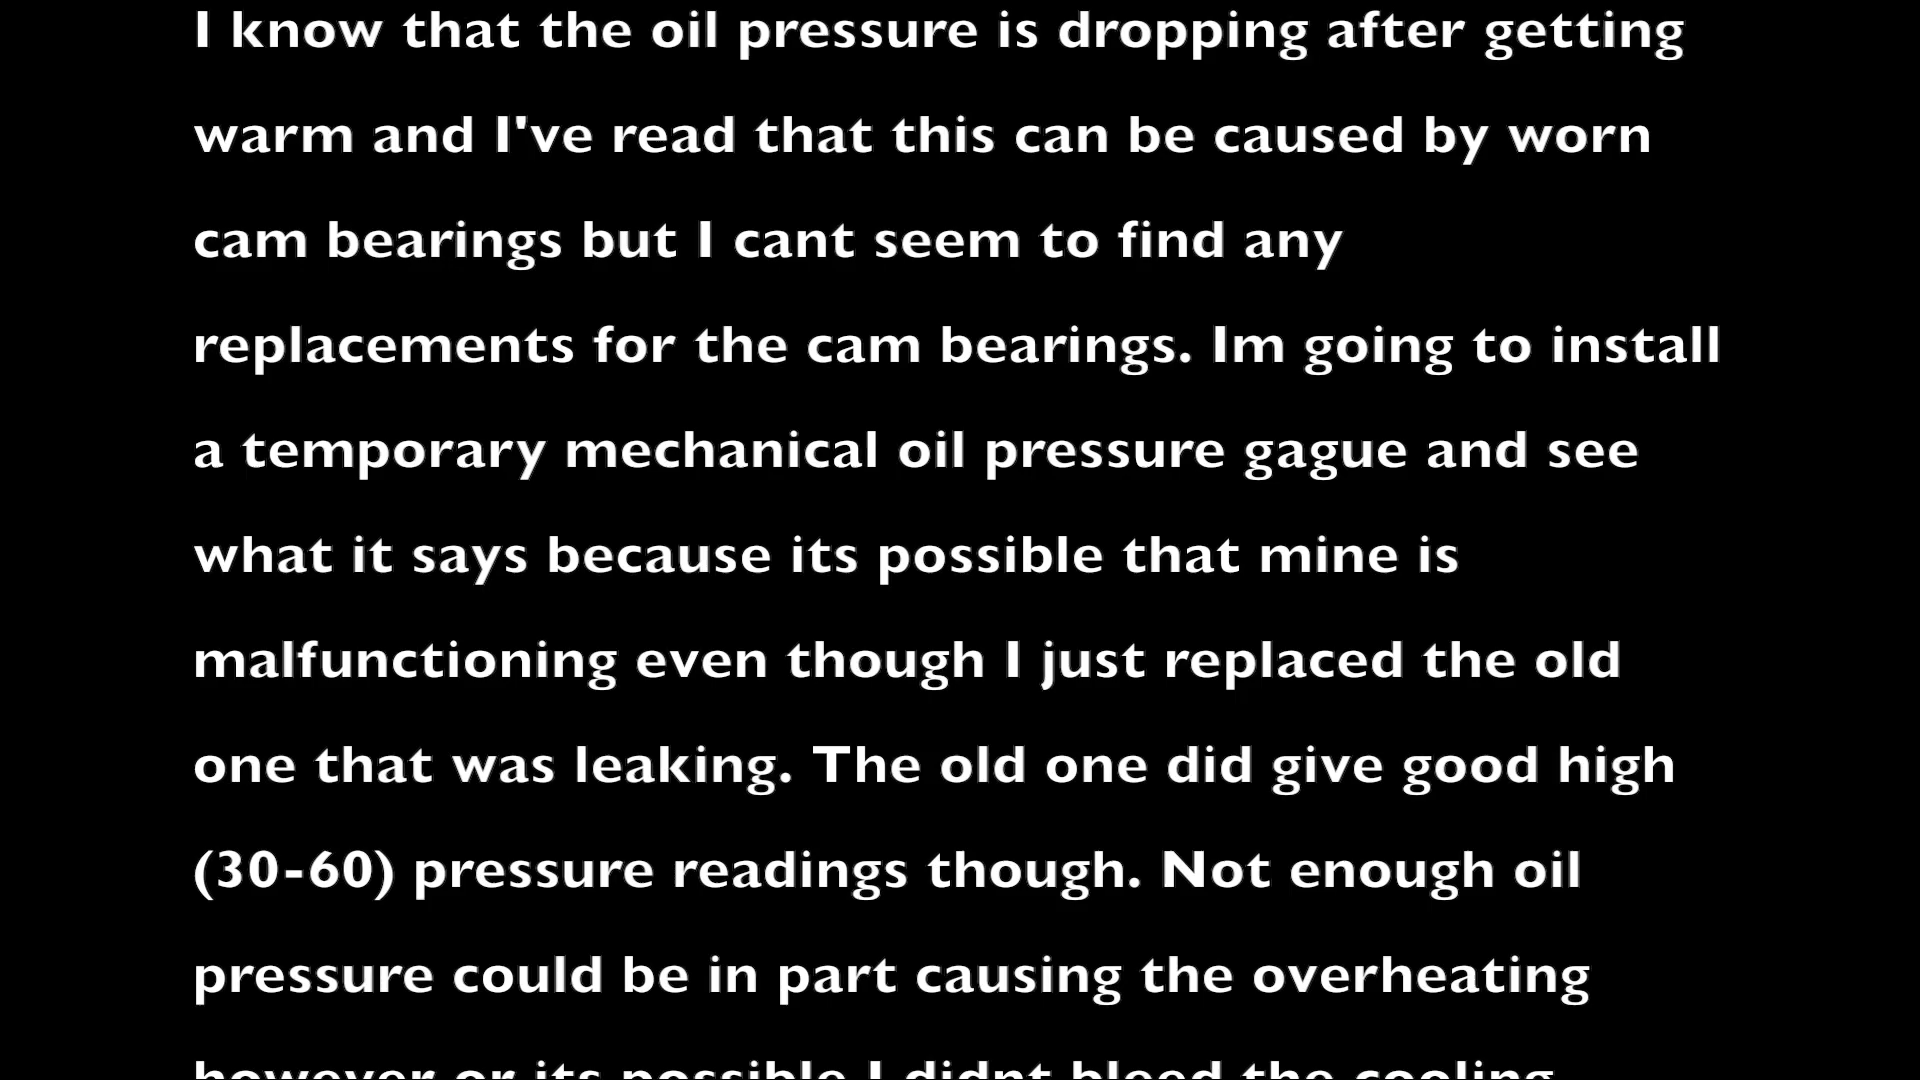 I know that the oil pressure is dropping after getting
warm and I've read that this can be caused by worn
cam bearings but I cant seem to find any
replacements for the cam bearings. Im going to install
a temporary mechanical oil pressure gague and see
what it says because its possible that mine is
malfunctioning even though I just replaced the old
one that was leaking. The old one did give good high
(30-60) pressure readings though. Not enough oil
pressure could be in part causing the overheating
however or its possible I didnt bleed the cooling